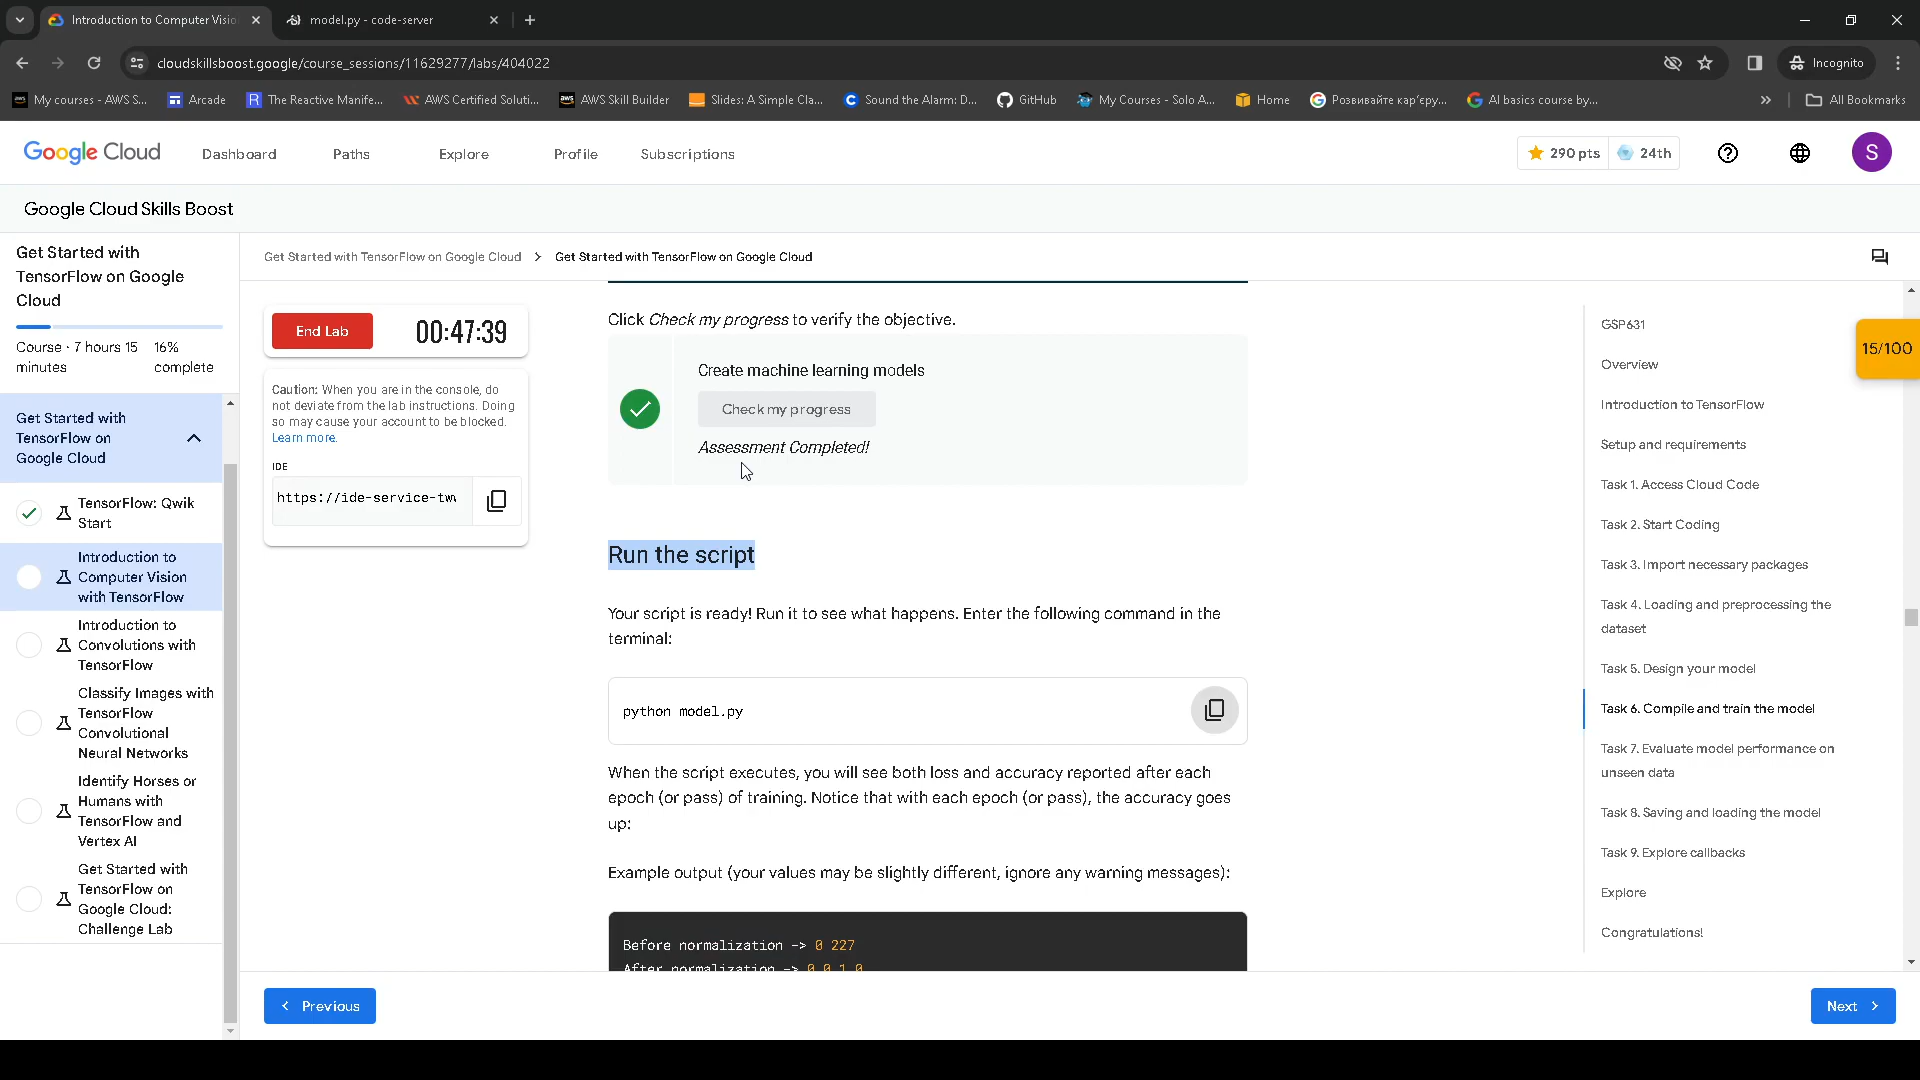 Introduction to Computer Visio
model.py - code-server
cloudskillsboost.google/course_sessions/11629277/labs/404022
Incognito
My courses - AWS S...
Arcade
The Reactive Manife...
AWS Certified Soluti...
AWS Skill Builder
Slides: A Simple Cla...
Sound the Alarm: D...
GitHub
My Courses - Solo A...
Home
Розвивайте кар'єру...
AI basics course by...
»
All Bookmarks
Google Cloud
Dashboard
Paths
Explore
Profile
Subscriptions
290 pts
24th
S
Google Cloud Skills Boost
Get Started with
TensorFlow on Google
Cloud
Course · 7 hours 15
minutes
16%
complete
Get Started with
TensorFlow on
Google Cloud
TensorFlow: Qwik
Start
Introduction to
Computer Vision
with TensorFlow
Introduction to
Convolutions with
TensorFlow
Classify Images with
TensorFlow
Convolutional
Neural Networks
Identify Horses or
Humans with
TensorFlow and
Vertex AI
Get Started with
TensorFlow on
Google Cloud:
Challenge Lab
Get Started with TensorFlow on Google Cloud > Get Started with TensorFlow on Google Cloud
End Lab
00:47:39
Caution: When you are in the console, do
not deviate from the lab instructions. Doing
so may cause your account to be blocked.
Learn more.
IDE
https://ide-service-tw
Click Check my progress to verify the objective.
Create machine learning models
Check my progress
Assessment Completed!
Run the script
Your script is ready! Run it to see what happens. Enter the following command in the
terminal:
python model.py
When the script executes, you will see both loss and accuracy reported after each
epoch (or pass) of training. Notice that with each epoch (or pass), the accuracy goes
up:
Example output (your values may be slightly different, ignore any warning messages):
Before normalization -> 0 227
After normalization -> 0.0 1.0
GSP631
Overview
Introduction to TensorFlow
Setup and requirements
Task 1. Access Cloud Code
Task 2. Start Coding
Task 3. Import necessary packages
Task 4. Loading and preprocessing the
dataset
Task 5. Design your model
Task 6. Compile and train the model
Task 7. Evaluate model performance on
unseen data
Task 8. Saving and loading the model
Task 9. Explore callbacks
Explore
Congratulations!
15/100
Previous
Next